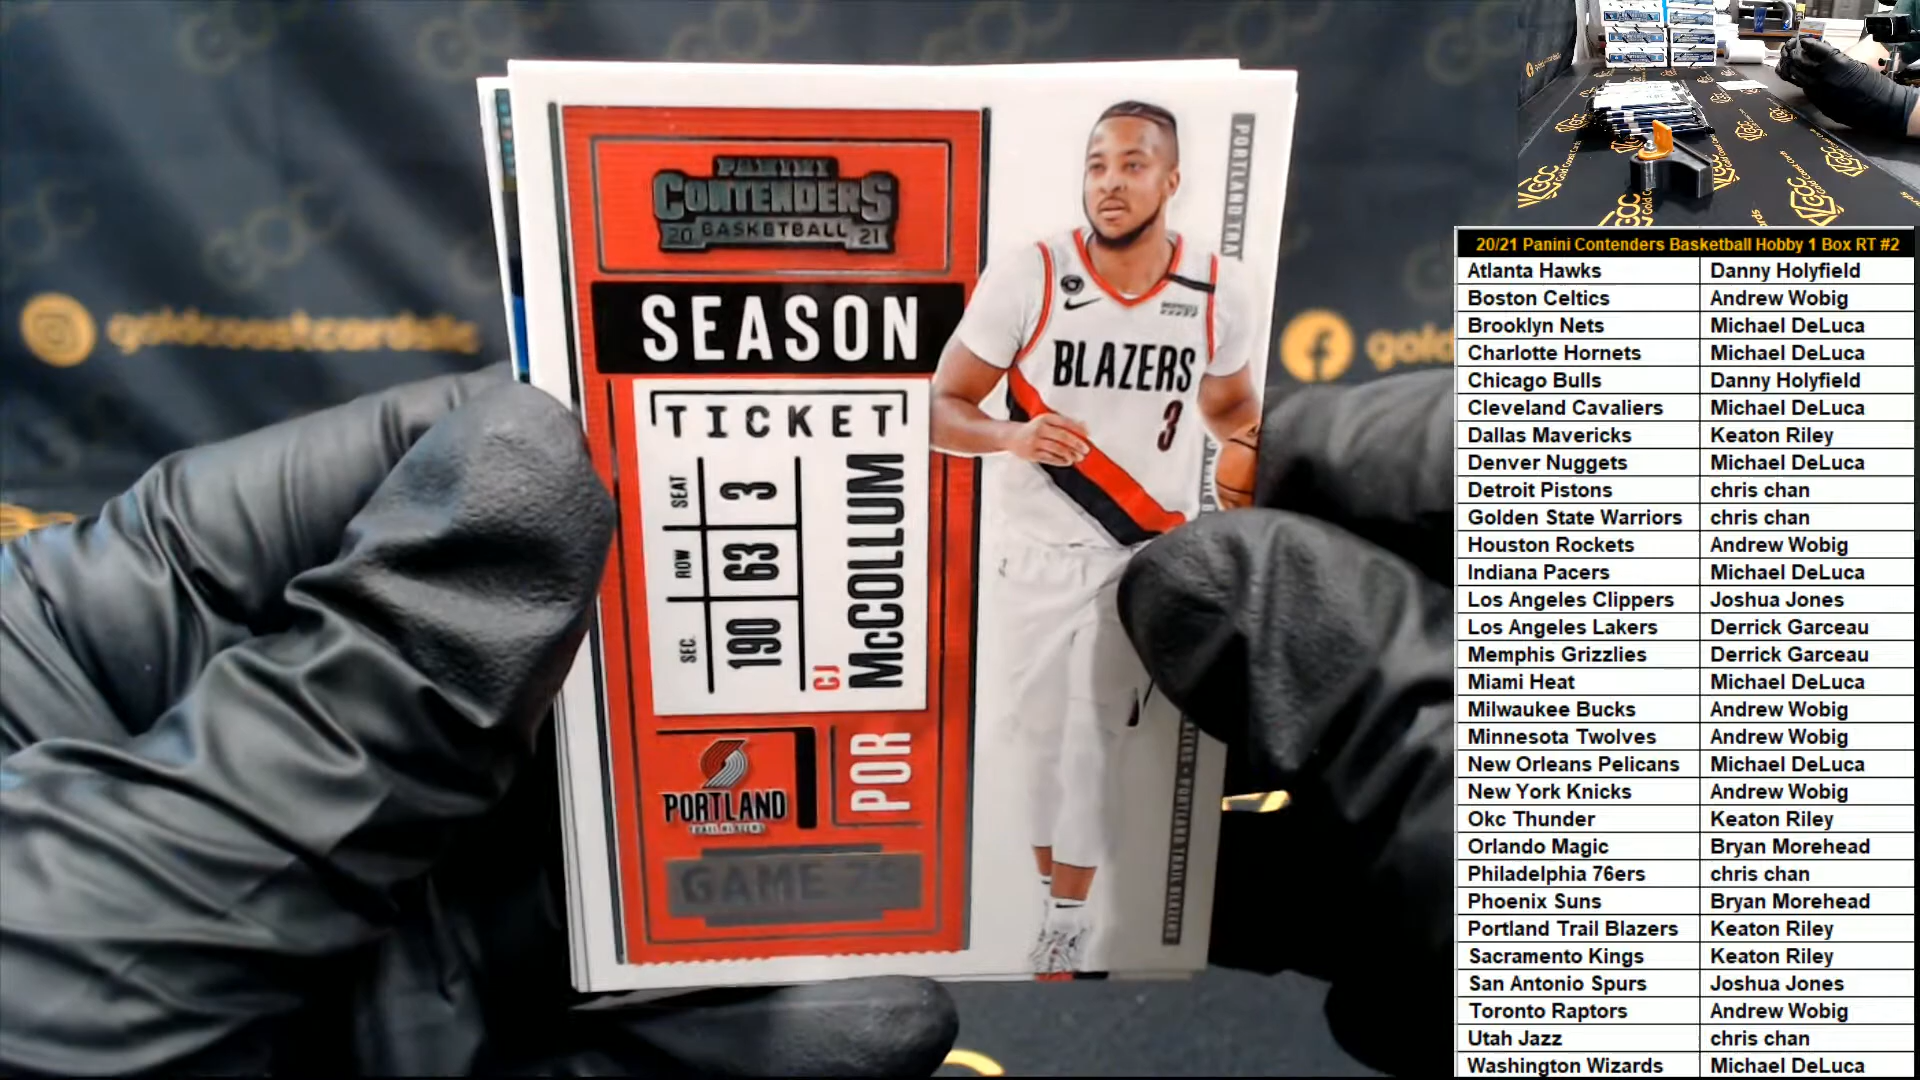 PANINI
CONTENDERS
20 BASKETBALL 21
SEASON
TICKET
SEAT 3
ROW 63
SEC. 190
CJ
McCOLLUM
POR
PORTLAND
TRAIL BLAZERS
GAME 75
PORTLAND TRA
BLAZERS
3
AZERS • PORTLAND TRAIL BLAZERS
goldcoastcardsllc
gold
20/21 Panini Contenders Basketball Hobby 1 Box RT #2
Atlanta Hawks Danny Holyfield
Boston Celtics Andrew Wobig
Brooklyn Nets Michael DeLuca
Charlotte Hornets Michael DeLuca
Chicago Bulls Danny Holyfield
Cleveland Cavaliers Michael DeLuca
Dallas Mavericks Keaton Riley
Denver Nuggets Michael DeLuca
Detroit Pistons chris chan
Golden State Warriors chris chan
Houston Rockets Andrew Wobig
Indiana Pacers Michael DeLuca
Los Angeles Clippers Joshua Jones
Los Angeles Lakers Derrick Garceau
Memphis Grizzlies Derrick Garceau
Miami Heat Michael DeLuca
Milwaukee Bucks Andrew Wobig
Minnesota Twolves Andrew Wobig
New Orleans Pelicans Michael DeLuca
New York Knicks Andrew Wobig
Okc Thunder Keaton Riley
Orlando Magic Bryan Morehead
Philadelphia 76ers chris chan
Phoenix Suns Bryan Morehead
Portland Trail Blazers Keaton Riley
Sacramento Kings Keaton Riley
San Antonio Spurs Joshua Jones
Toronto Raptors Andrew Wobig
Utah Jazz chris chan
Washington Wizards Michael DeLuca